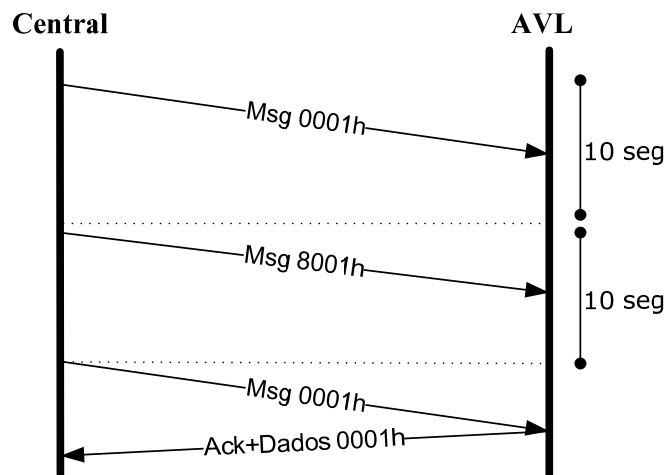 Central AVL
Msg 0001h
10 seg
Msg 8001h
10 seg
Msg 0001h
Ack+Dados 0001h